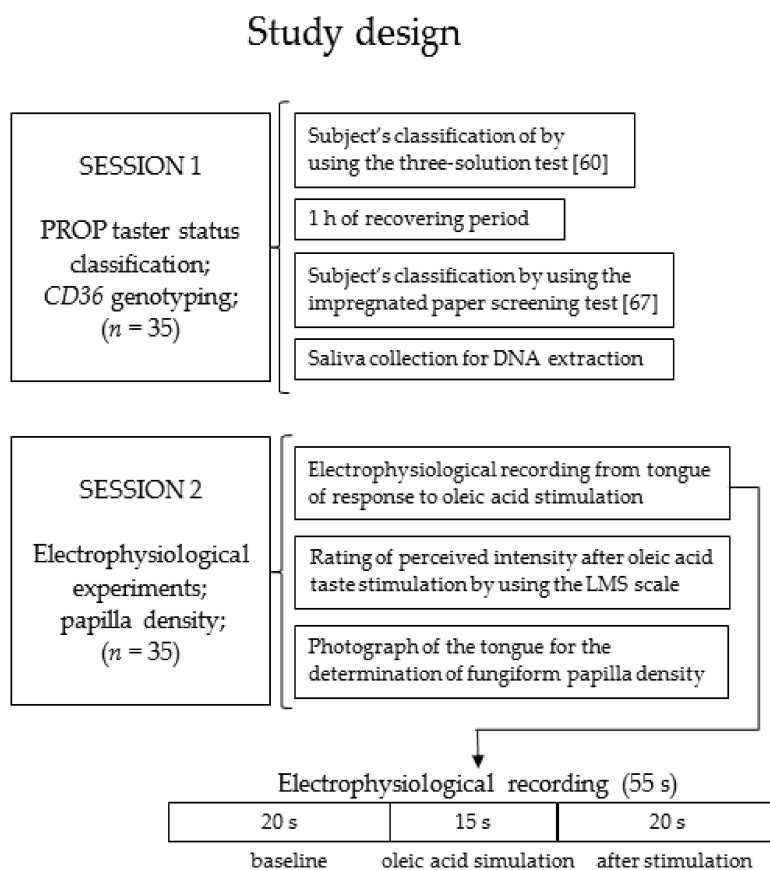 Study design
SESSION 1
PROP taster status
classification;
CD36 genotyping;
(n = 35)
Subject's classification of by
using the three-solution test [60]
1 h of recovering period
Subject's classification by using the
impregnated paper screening test [67]
Saliva collection for DNA extraction
SESSION 2
Electrophysiological
experiments;
papilla density;
(n = 35)
Electrophysiological recording from tongue
of response to oleic acid stimulation
Rating of perceived intensity after oleic acid
taste stimulation by using the LMS scale
Photograph of the tongue for the
determination of fungiform papilla density
Electrophysiological recording (55 s)
20 s 15 s 20 s
baseline oleic acid simulation after stimulation